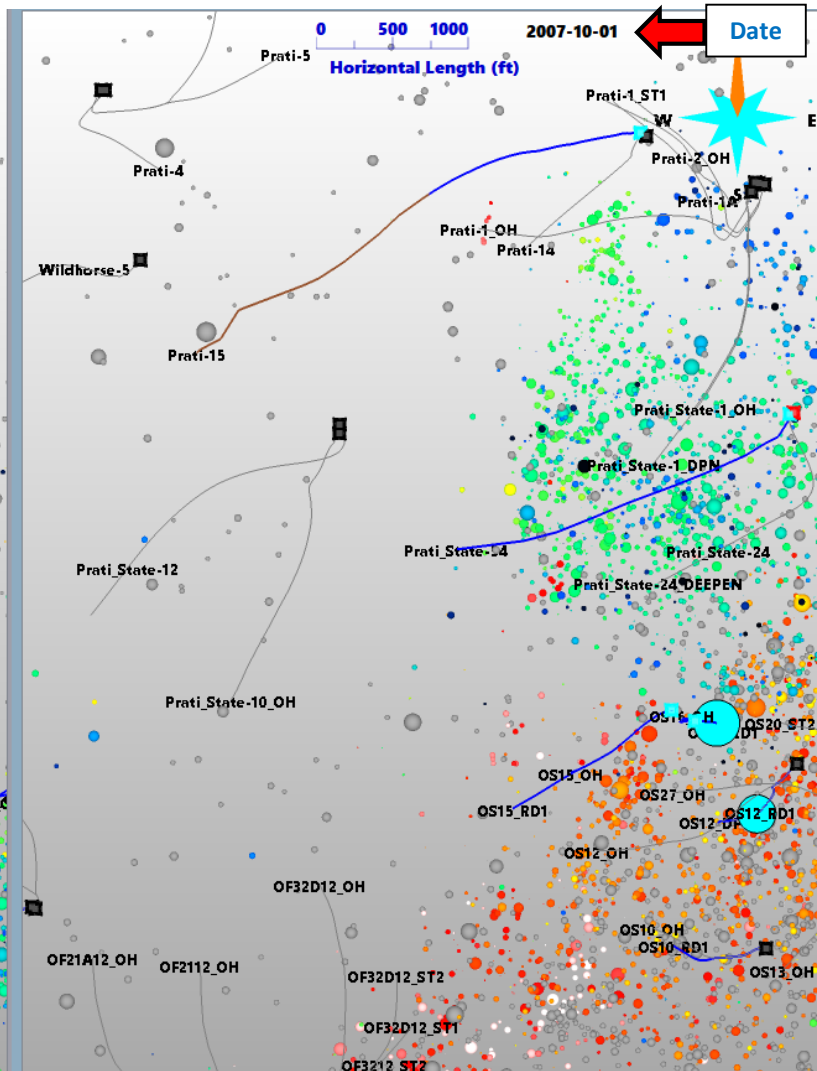 0 500 1000
Horizontal Length (ft)
2007-10-01
Date
Prati-5
Prati-1_ST1
W
E
Prati-4
Prati-2_OH
S
Prati-1A
Prati-1_OH
Prati-14
Wildhorse-5
Prati-15
Prati_State-1_OH
Prati_State-1_DPN
Prati_State-24
Prati_State-12
Prati_State-24_DEEPEN
Prati_State-10_OH
OS20_ST2
OS15_OH
OS27_OH
OS15_RD1
OS12_RD1
OS12_OH
OF32D12_OH
OS10_OH
OS10_RD1
OF21A12_OH
OF2112_OH
OS13_OH
OF32D12_ST2
OF32D12_ST1
OF3212_ST2